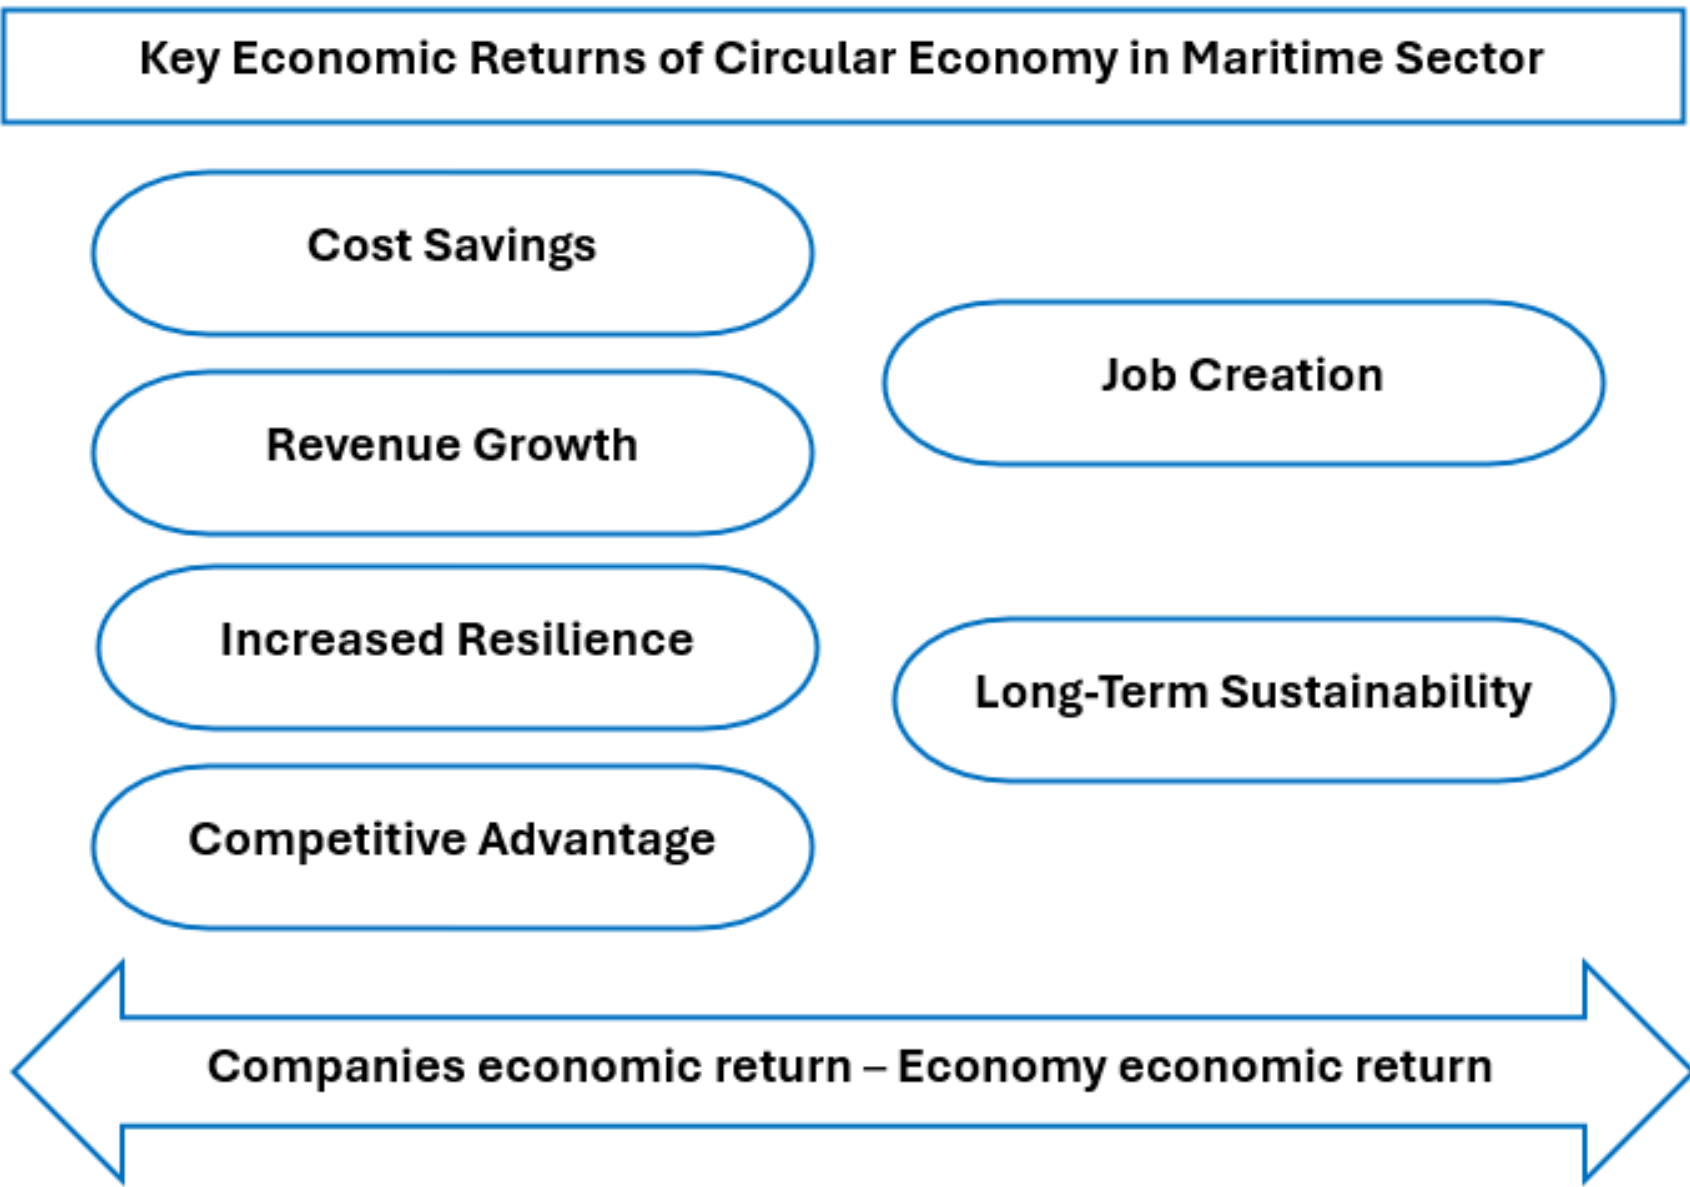 Key Economic Returns of Circular Economy in Maritime Sector
Cost Savings
Revenue Growth
Increased Resilience
Competitive Advantage
Job Creation
Long-Term Sustainability
Companies economic return – Economy economic return